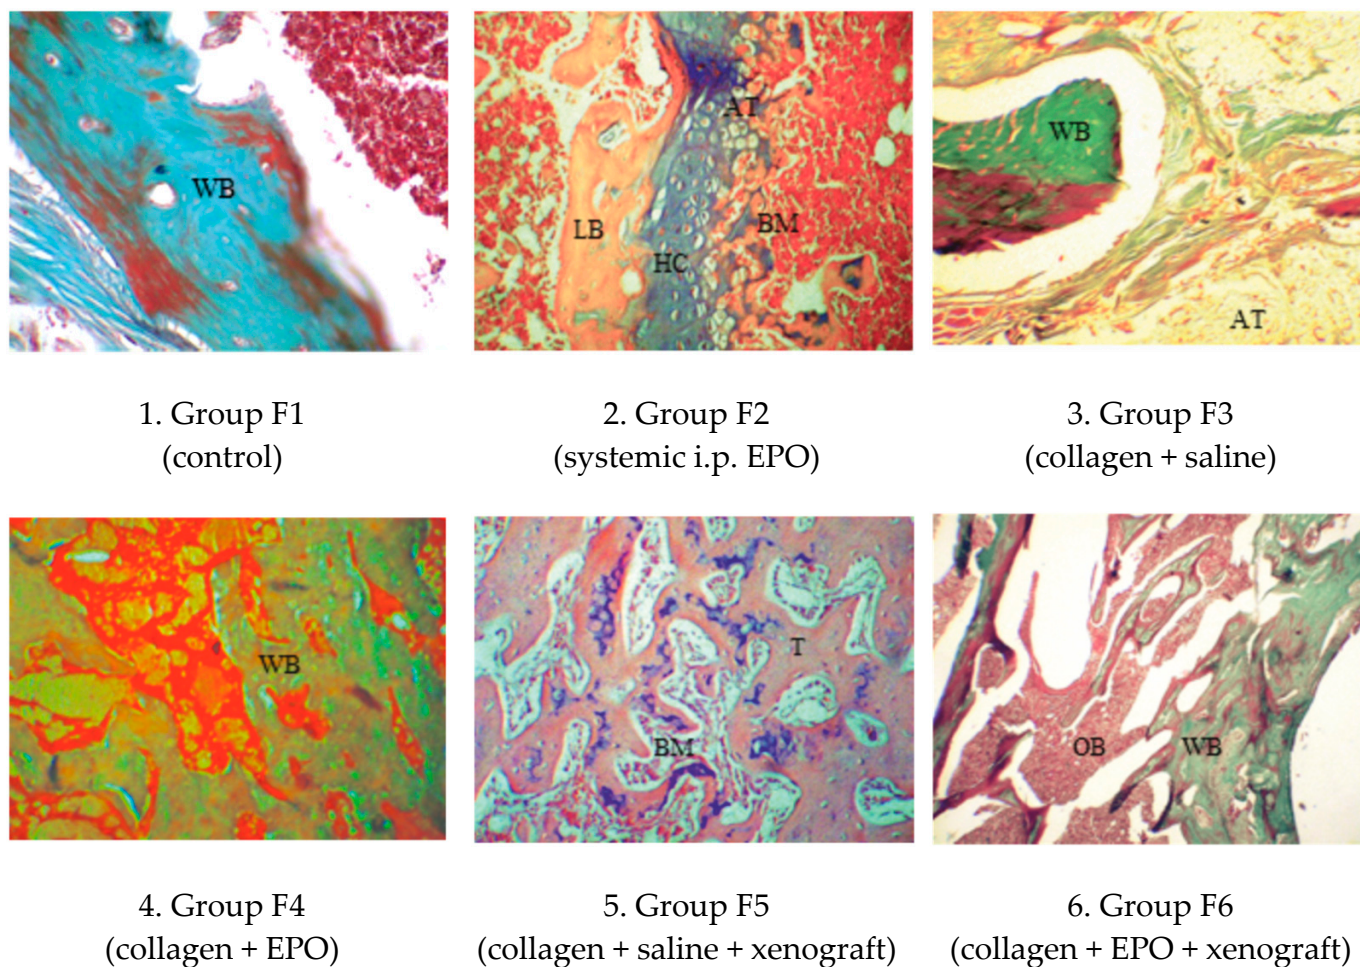 WB
AT
LB
BM
HC
WB
AT
1. Group F1
(control)
2. Group F2
(systemic i.p. EPO)
3. Group F3
(collagen + saline)
WB
T
BM
OB
WB
4. Group F4
(collagen + EPO)
5. Group F5
(collagen + saline + xenograft)
6. Group F6
(collagen + EPO + xenograft)